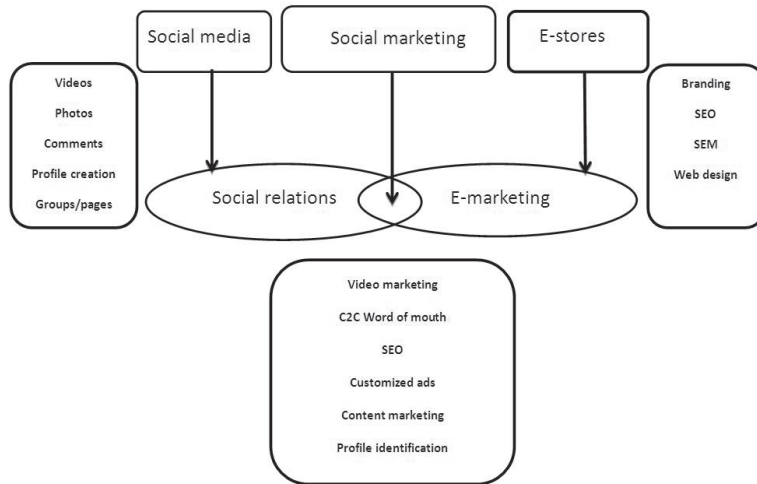 Social media
Social marketing
E-stores
Videos
Photos
Comments
Profile creation
Groups/pages
Branding
SEO
SEM
Web design
Social relations
E-marketing
Video marketing
C2C Word of mouth
SEO
Customized ads
Content marketing
Profile identification